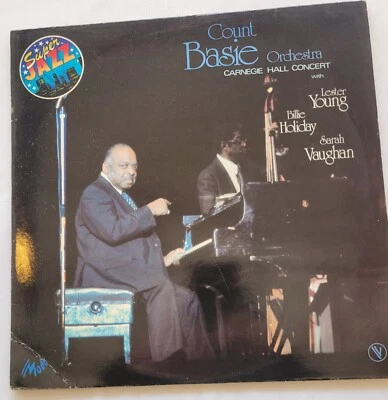 Super
JAZZ
Count
Basie Orchestra
CARNEGIE HALL CONCERT
with
Lester
Young
Billie
Holiday
Sarah
Vaughan